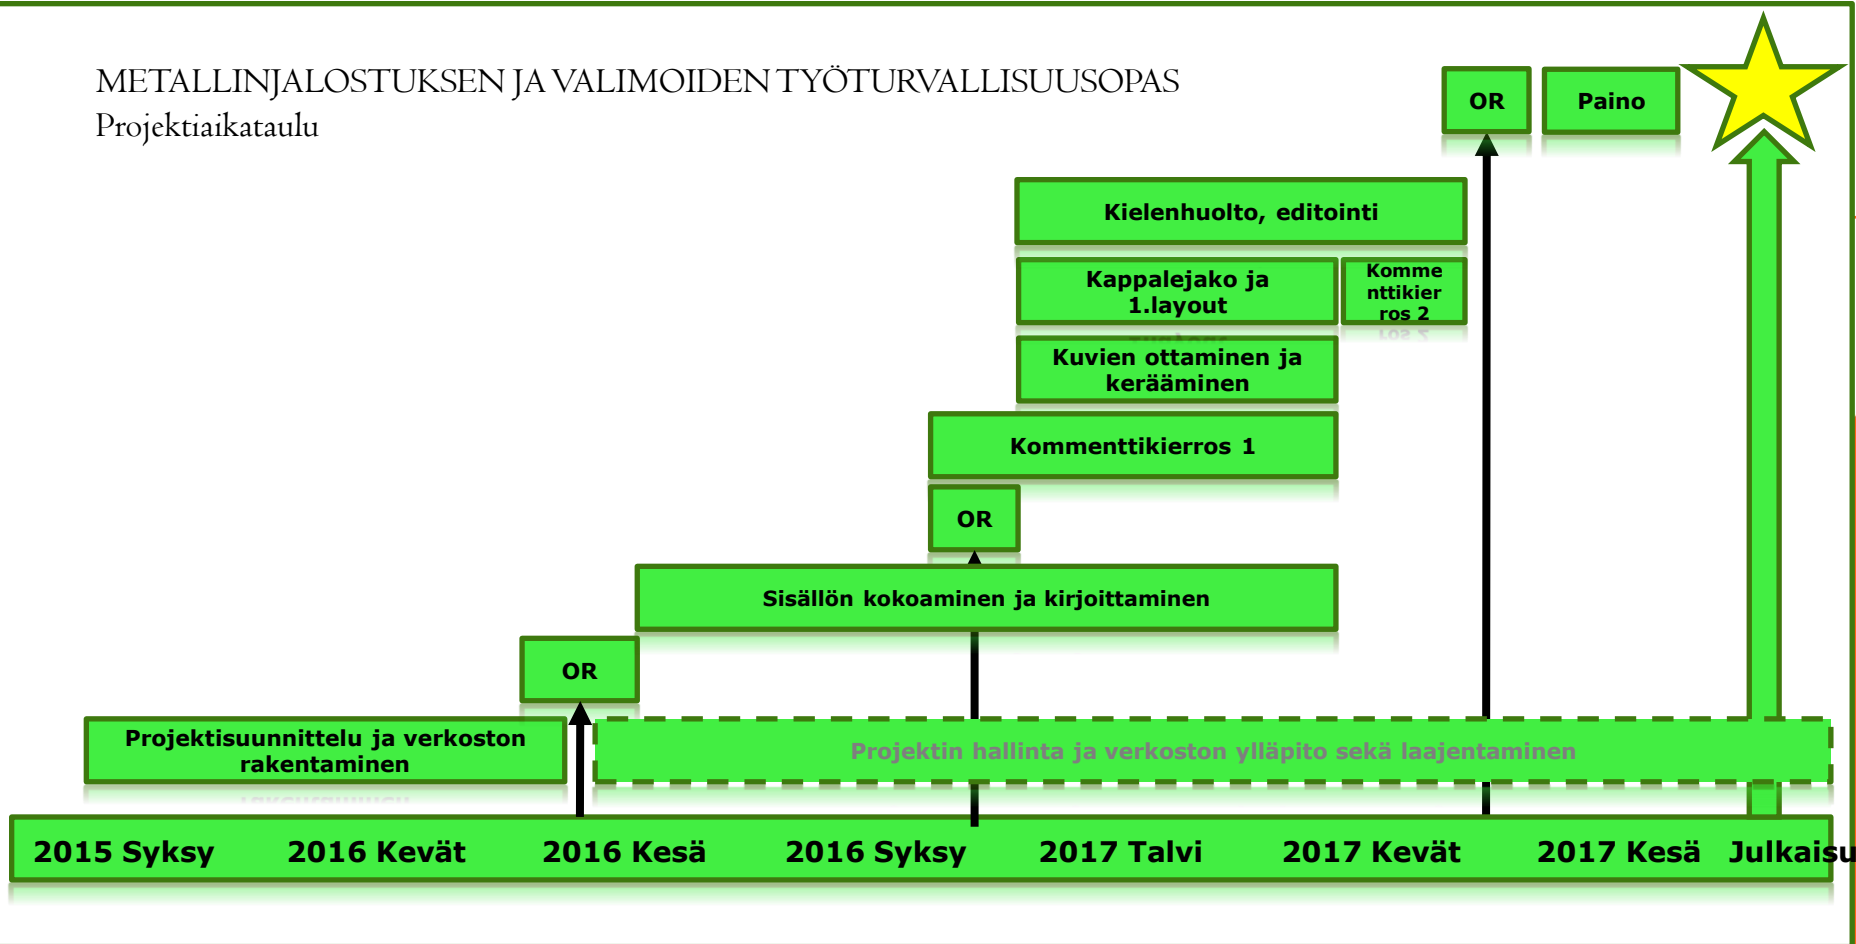 METALLINJALOSTUKSEN JA VALIMOIDEN TYÖTURVALLISUUSOPAS
Projektiaikataulu
OR
Paino
Kielenhuolto, editointi
Kappalejako ja
1.layout
Komme
nttikier
ros 2
Kuvien ottaminen ja
kerääminen
Kommenttikierros 1
OR
Sisällön kokoaminen ja kirjoittaminen
OR
Projektisuunnittelu ja verkoston
rakentaminen
Projektin hallinta ja verkoston ylläpito sekä laajentaminen
2015 Syksy 2016 Kevät 2016 Kesä 2016 Syksy 2017 Talvi 2017 Kevät 2017 Kesä Julkaisu